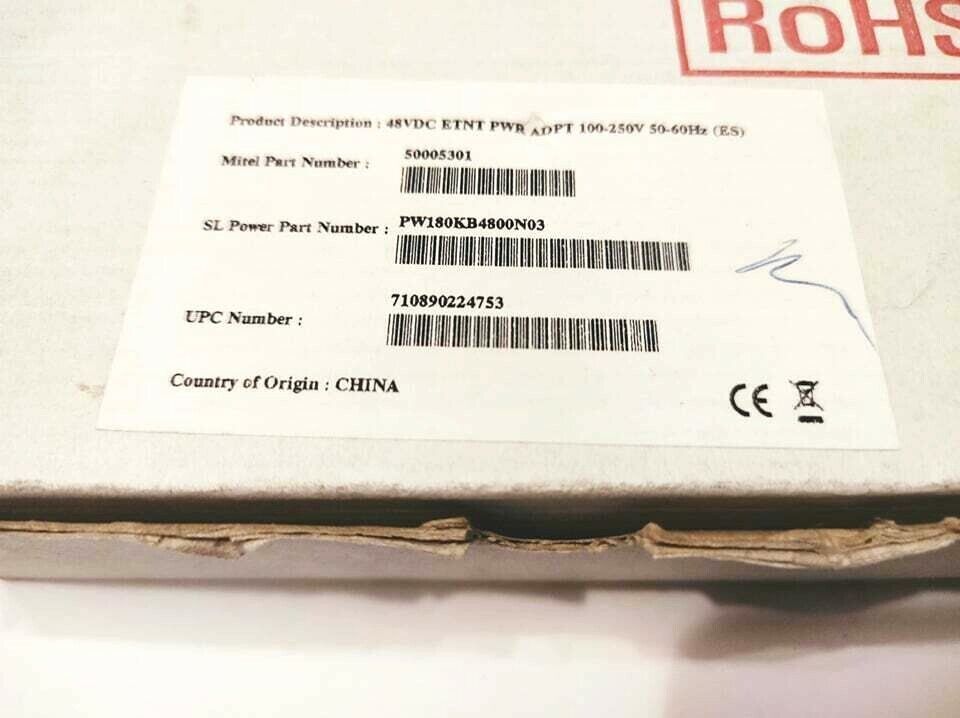 RoHS
Product Description : 48VDC ETNT PWR ADPT 100-250V 50-60Hz (ES)
Mitel Part Number : 50005301
SL Power Part Number : PW180KB4800N03
UPC Number : 710890224753
Country of Origin : CHINA
CE